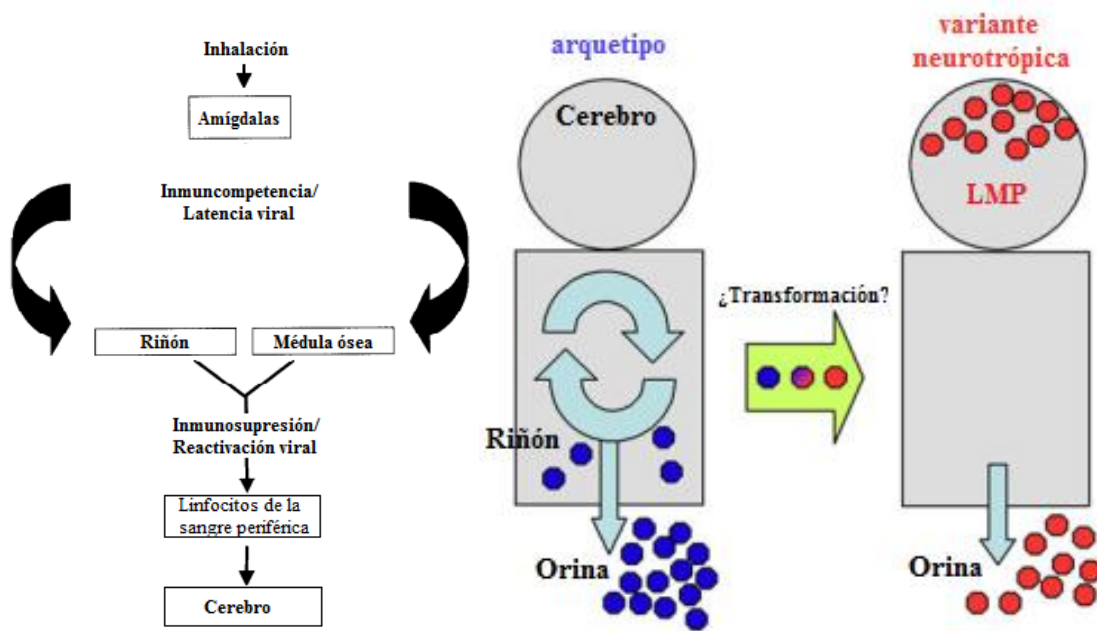 Inhalación
Amígdalas
Inmuncompetencia/
Latencia viral
Riñón
Médula ósea
Inmunosupresión/
Reactivación viral
Linfocitos de la
sangre periférica
Cerebro
arquetipo
Cerebro
Riñón
Orina
¿Transformación?
variante
neurotrópica
LMP
Orina